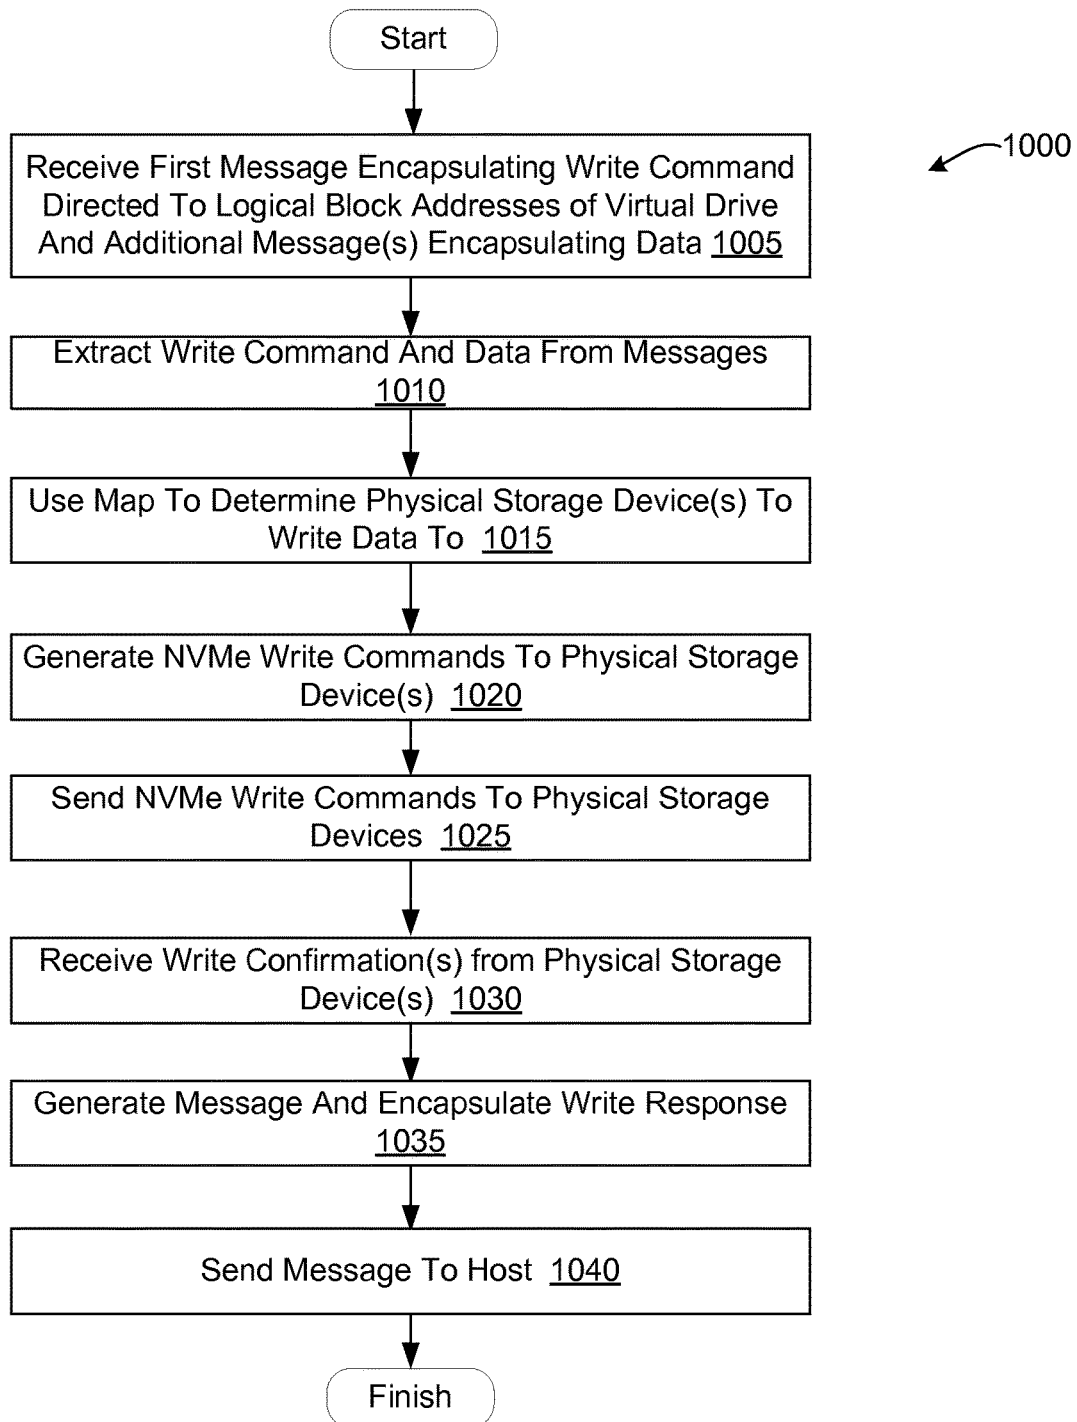 Start
1000
Receive First Message Encapsulating Write Command
Directed To Logical Block Addresses of Virtual Drive
And Additional Message(s) Encapsulating Data 1005
Extract Write Command And Data From Messages
1010
Use Map To Determine Physical Storage Device(s) To
Write Data To 1015
Generate NVMe Write Commands To Physical Storage
Device(s) 1020
Send NVMe Write Commands To Physical Storage
Devices 1025
Receive Write Confirmation(s) from Physical Storage
Device(s) 1030
Generate Message And Encapsulate Write Response
1035
Send Message To Host 1040
Finish